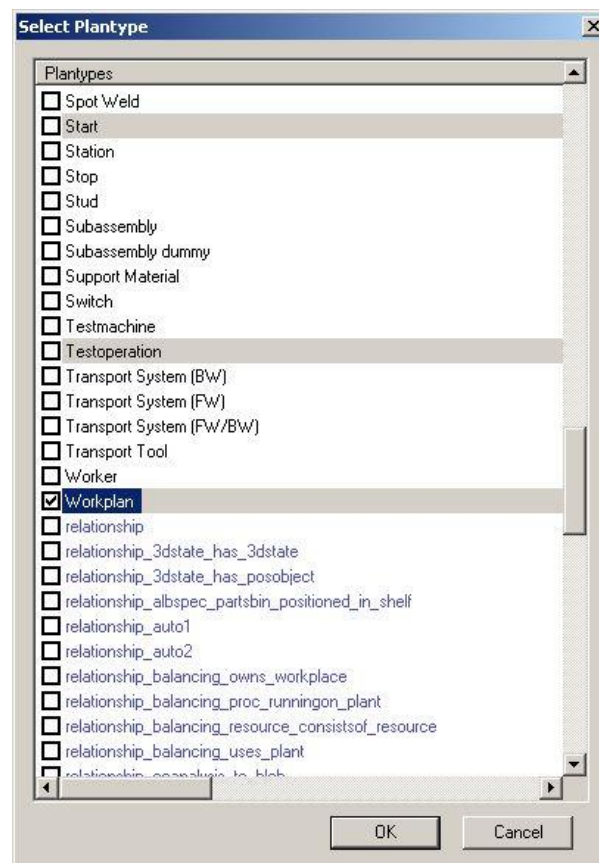 Select Plantype
Plantypes
Spot Weld
Start
Station
Stop
Stud
Subassembly
Subassembly dummy
Support Material
Switch
Testmachine
Testoperation
Transport System (BW)
Transport System (FW)
Transport System (FW/BW)
Transport Tool
Worker
Workplan
relationship
relationship_3dstate_has_3dstate
relationship_3dstate_has_posobject
relationship_albspec_partsbin_positioned_in_shelf
relationship_auto1
relationship_auto2
relationship_balancing_owns_workplace
relationship_balancing_proc_runningon_plant
relationship_balancing_resource_consistsof_resource
relationship_balancing_uses_plant
OK
Cancel